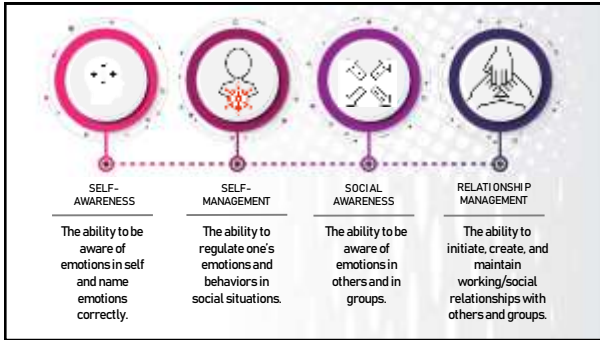 SELF-
AWARENESS
The ability to be
aware of
emotions in self
and name
emotions
correctly.
SELF-
MANAGEMENT
The ability to
regulate one's
emotions and
behaviors in
social situations.
SOCIAL
AWARENESS
The ability to be
aware of
emotions in
others and in
groups.
RELATIONSHIP
MANAGEMENT
The ability to
initiate, create, and
maintain
working/social
relationships with
others and groups.